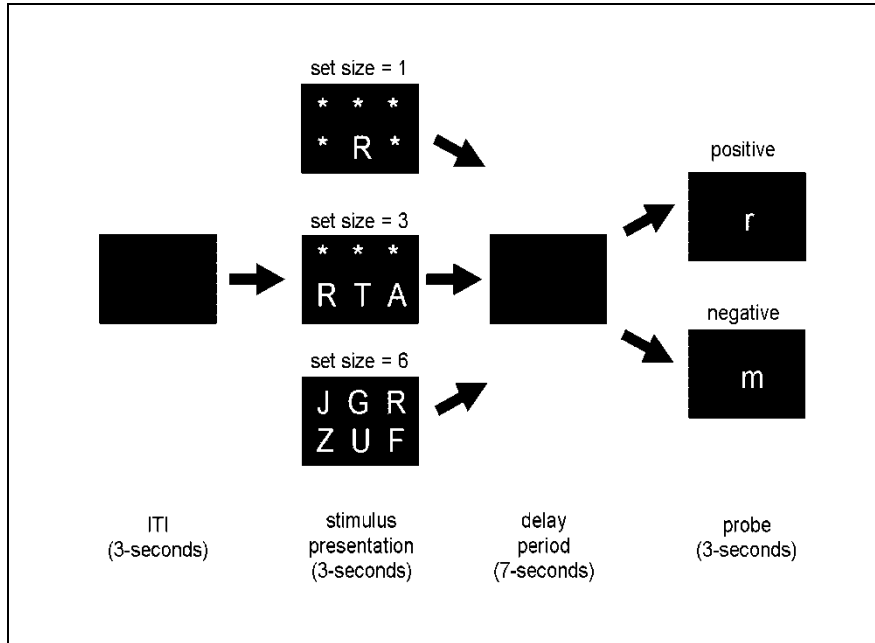 set size = 1
* * *
* R *
positive
r
set size = 3
* * *
R T A
negative
m
set size = 6
J G R
Z U F
ITI
(3-seconds)
stimulus
presentation
(3-seconds)
delay
period
(7-seconds)
probe
(3-seconds)